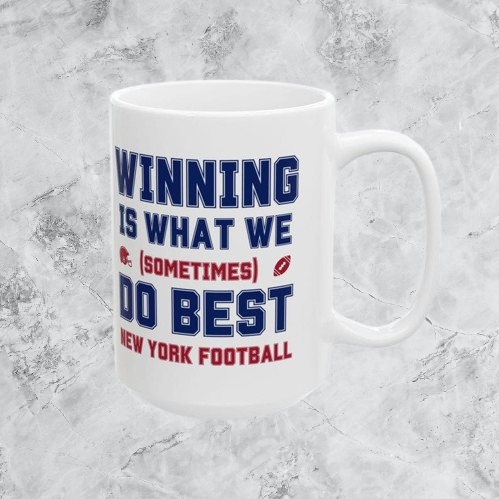 WINNING
IS WHAT WE
(SOMETIMES)
DO BEST
NEW YORK FOOTBALL